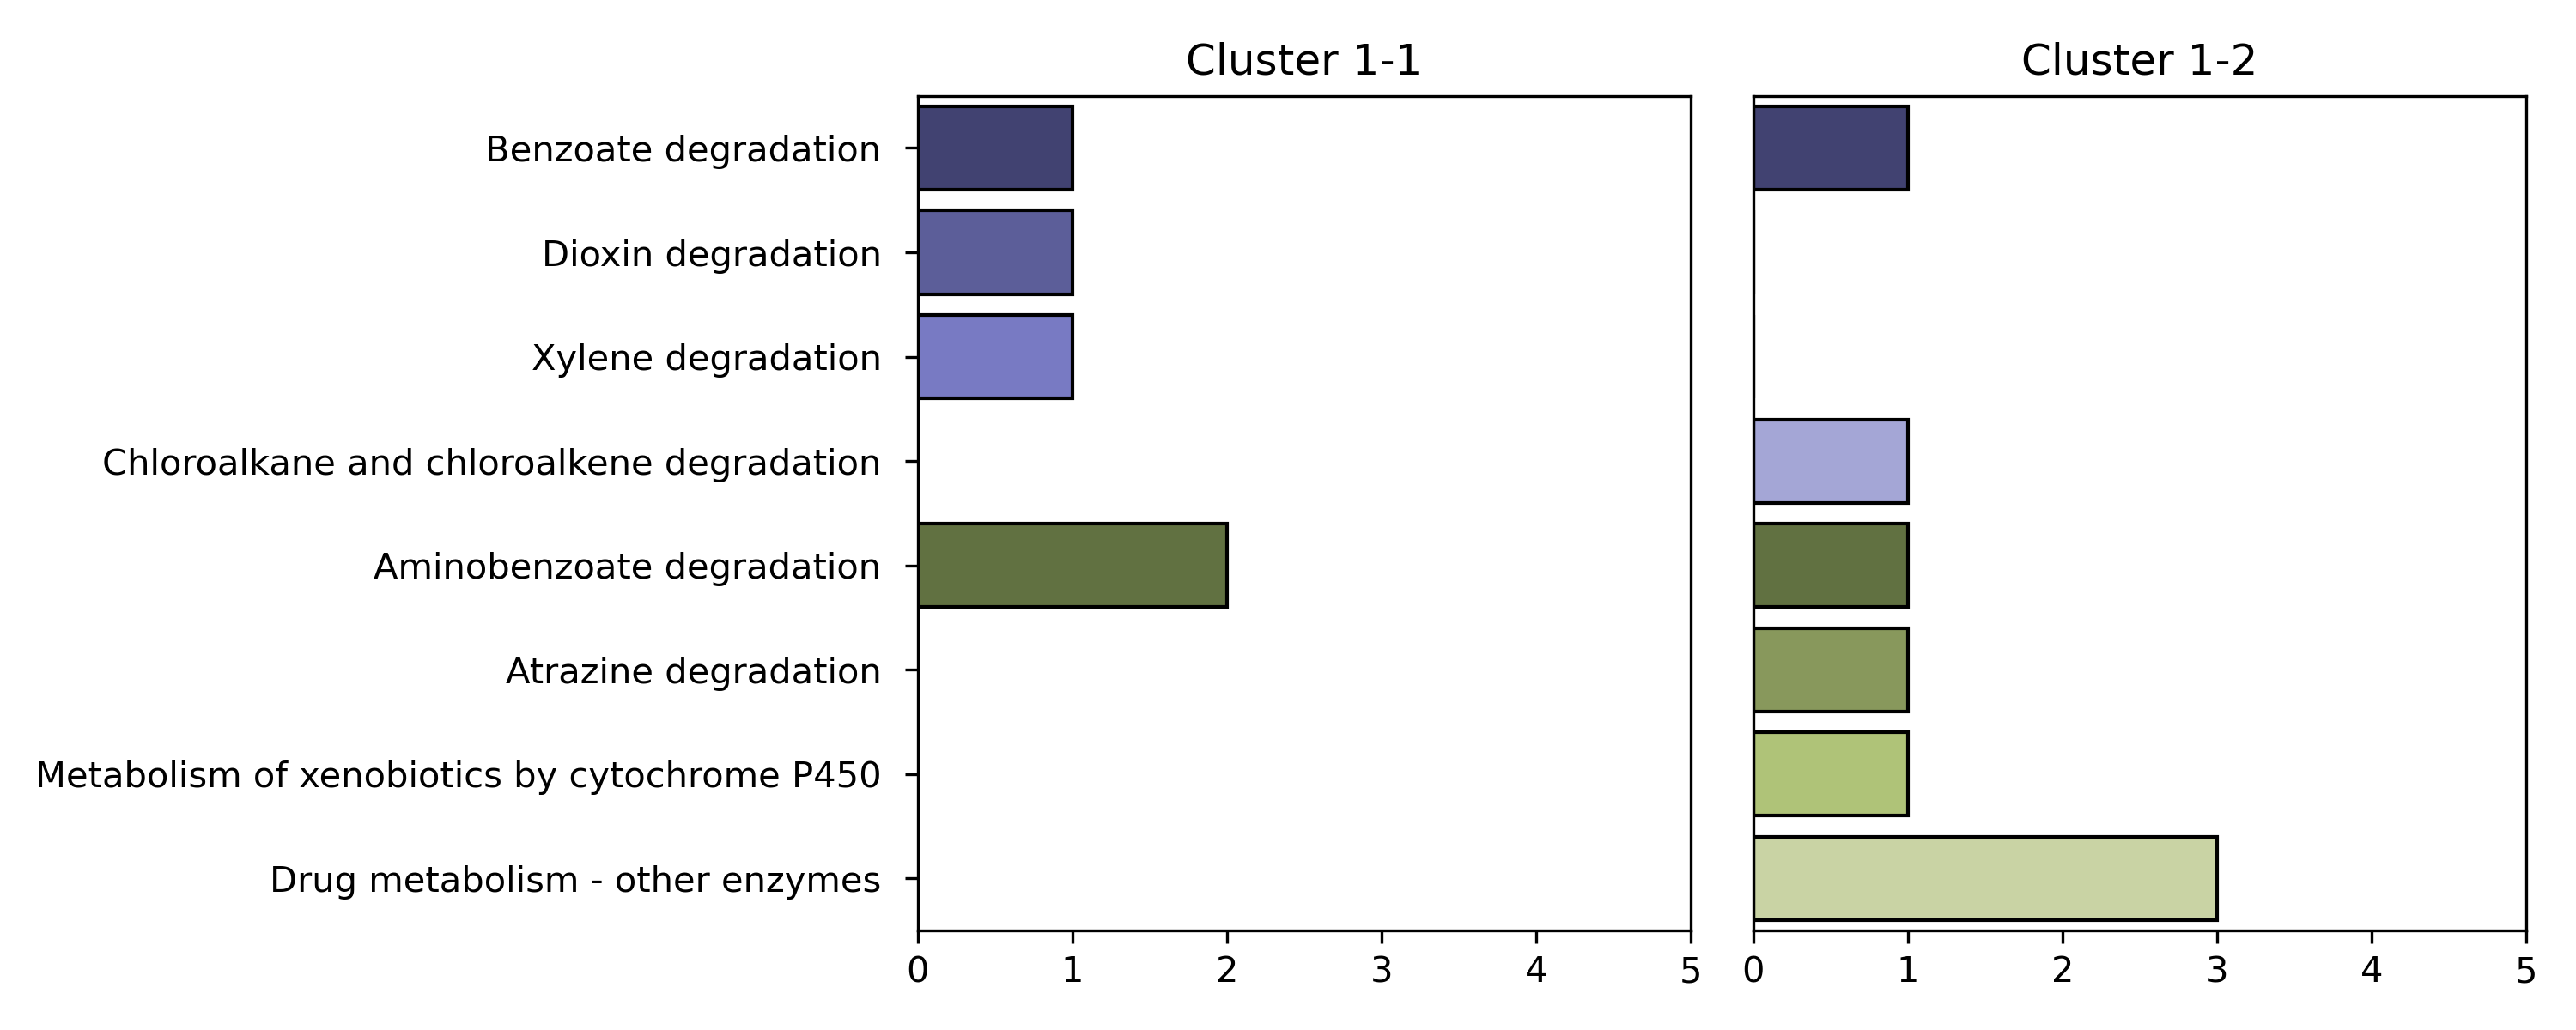 Cluster 1-1
Cluster 1-2
Benzoate degradation
Dioxin degradation
Xylene degradation
Chloroalkane and chloroalkene degradation
Aminobenzoate degradation
Atrazine degradation
Metabolism of xenobiotics by cytochrome P450
Drug metabolism - other enzymes
0 1 2 3 4 5
0 1 2 3 4 5